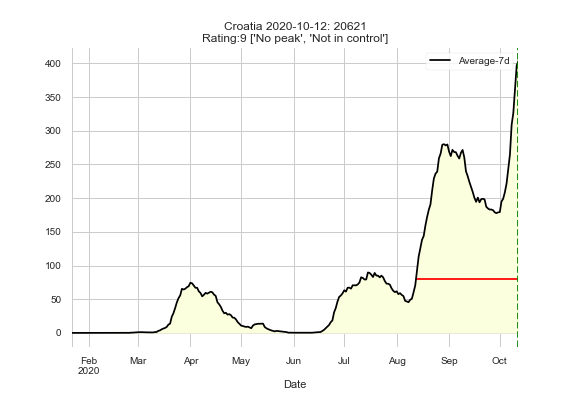 Croatia 2020-10-12: 20621
Rating:9 ['No peak', 'Not in control']
Average-7d
400
350
300
250
200
150
100
50
0
Feb
2020
Mar
Apr
May
Jun
Jul
Aug
Sep
Oct
Date